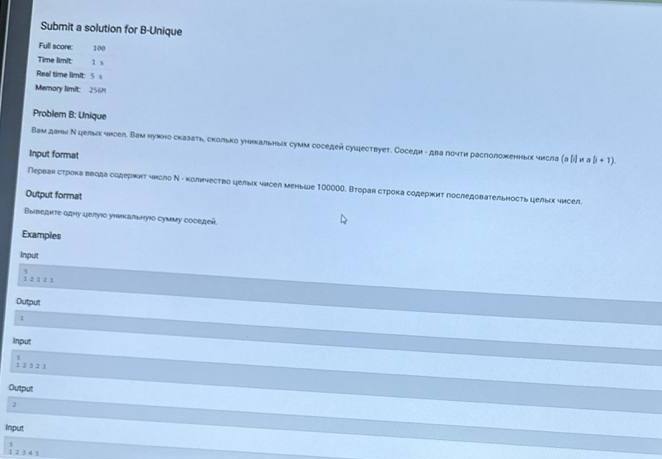 Submit a solution for B-Unique
Full score: 100
Time limit: 1 s
Real time limit: 5 s
Memory limit: 256M
Problem B: Unique
Вам даны N целых чисел. Вам нужно сказать, сколько уникальных сумм соседей существует. Соседи - два почти расположенных числа (a [i] и a [i + 1).
Input format
Первая строка ввода содержит число N - количество целых чисел меньше 100000. Вторая строка содержит последовательность целых чисел.
Output format
Выведите одну целую уникальную сумму соседей.
Examples
Input
5
1 2 1 2 1
Output
1
Input
5
1 2 3 2 1
Output
2
Input
5
1 2 3 4 5